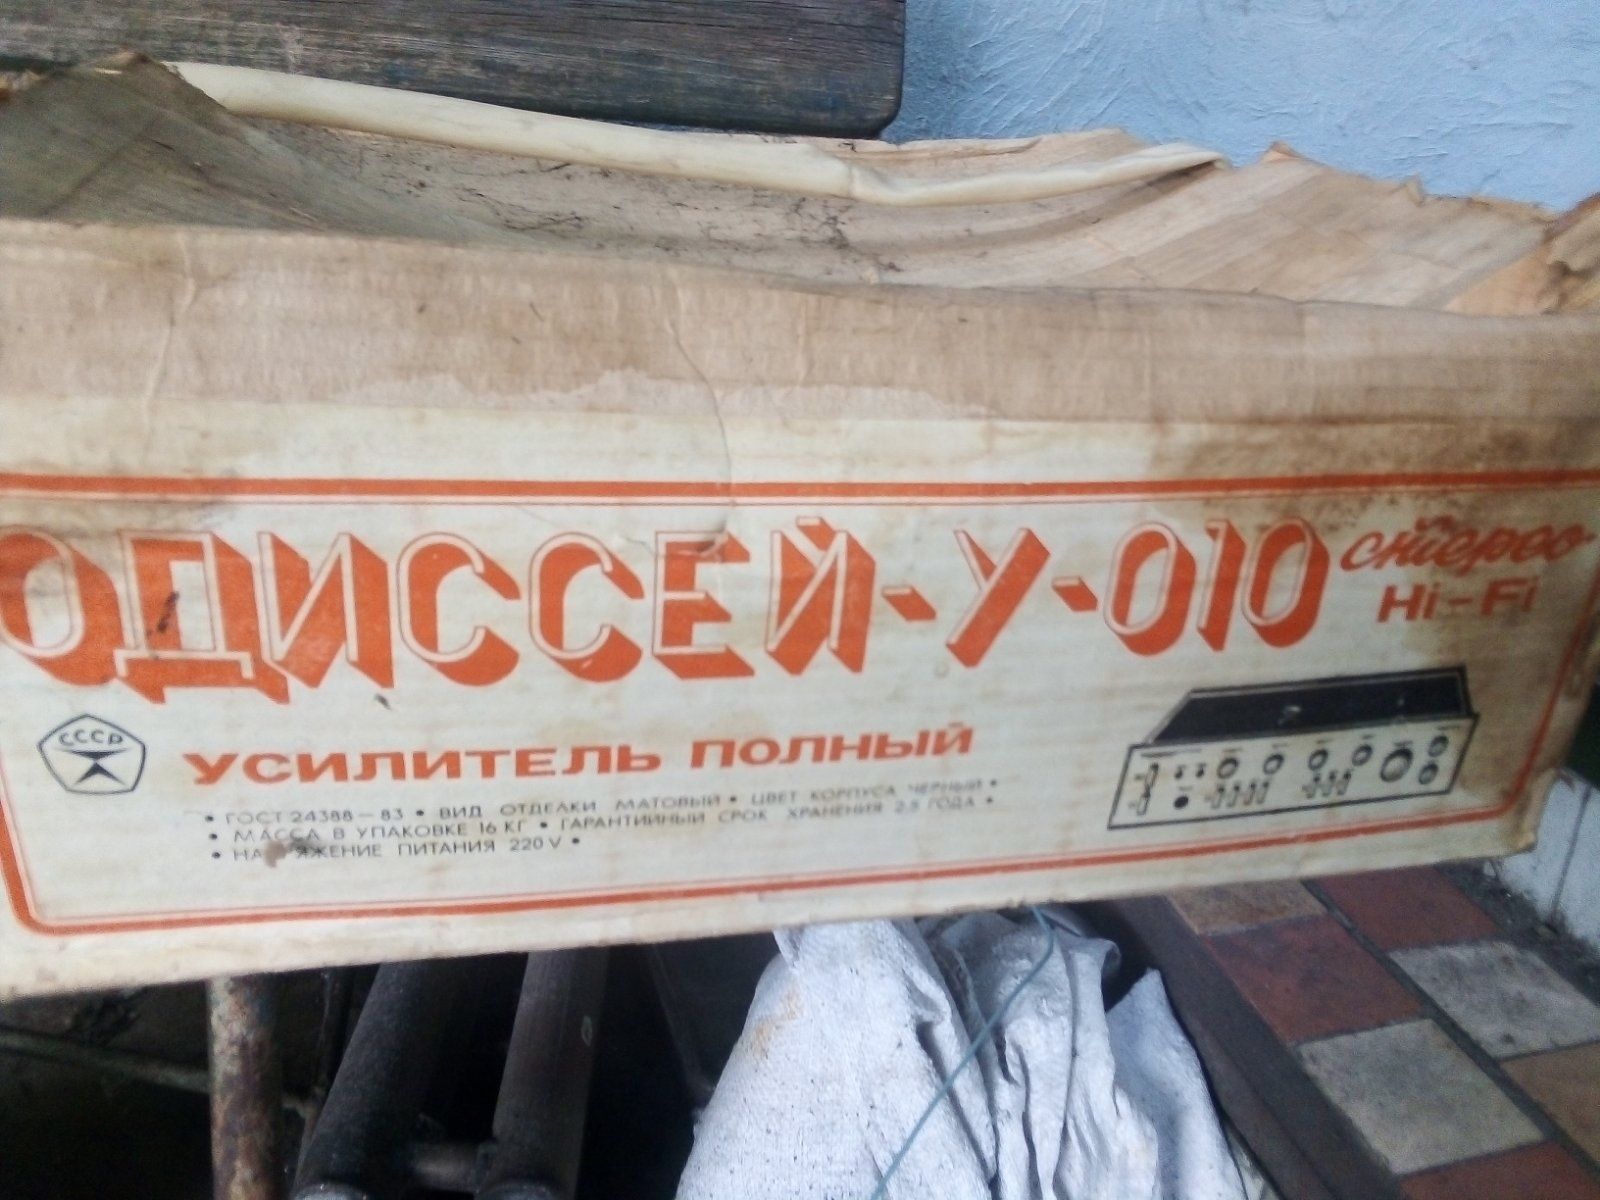 ОДИССЕЙ-У-010 стерео
Hi-Fi
СССР
УСИЛИТЕЛЬ ПОЛНЫЙ
• ГОСТ 24388-83 • ВИД ОТДЕЛКИ МАТОВЫЙ • ЦВЕТ КОРПУСА ЧЕРНЫЙ •
• МАССА В УПАКОВКЕ 16 КГ • ГАРАНТИЙНЫЙ СРОК ХРАНЕНИЯ 2.5 ГОДА •
• НАПРЯЖЕНИЕ ПИТАНИЯ 220 V •